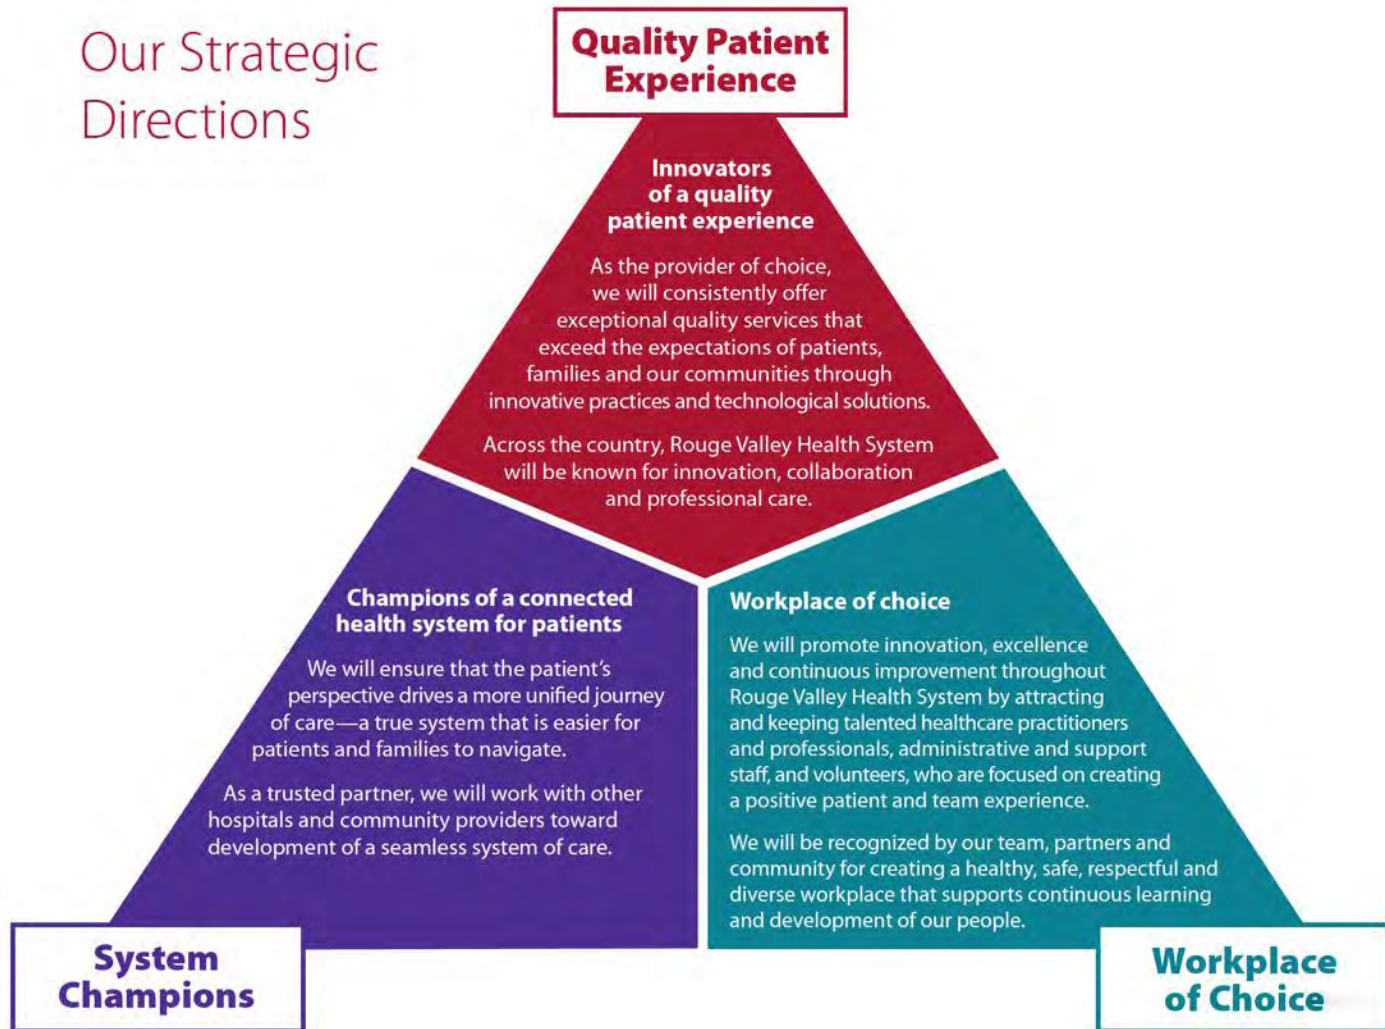 Our Strategic
Directions
Quality Patient
Experience
Innovators
of a quality
patient experience
As the provider of choice,
we will consistently offer
exceptional quality services that
exceed the expectations of patients,
families and our communities through
innovative practices and technological solutions.
Across the country, Rouge Valley Health System
will be known for innovation, collaboration
and professional care.
Champions of a connected
health system for patients
We will ensure that the patient’s
perspective drives a more unified journey
of care—a true system that is easier for
patients and families to navigate.
As a trusted partner, we will work with other
hospitals and community providers toward
development of a seamless system of care.
Workplace of choice
We will promote innovation, excellence
and continuous improvement throughout
Rouge Valley Health System by attracting
and keeping talented healthcare practitioners
and professionals, administrative and support
staff, and volunteers, who are focused on creating
a positive patient and team experience.
We will be recognized by our team, partners and
community for creating a healthy, safe, respectful and
diverse workplace that supports continuous learning
and development of our people.
System
Champions
Workplace
of Choice